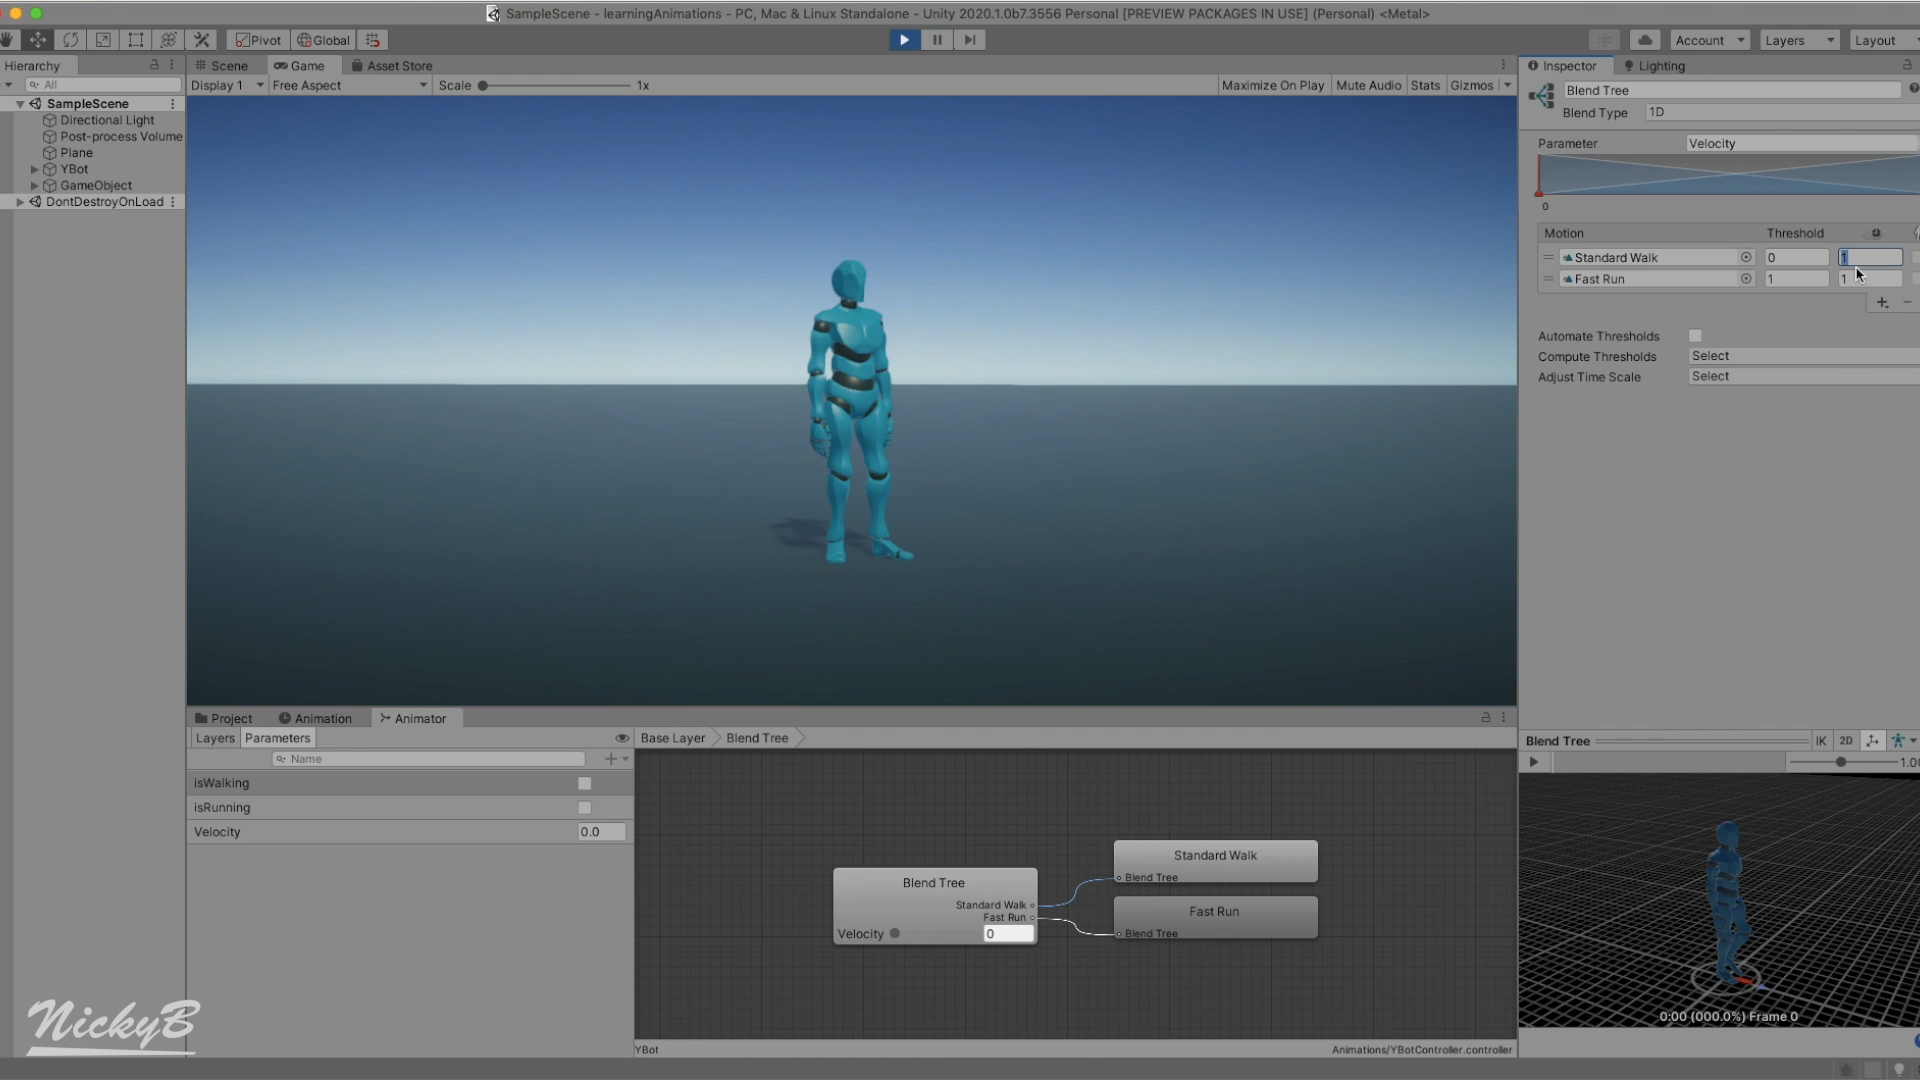 SampleScene - learningAnimations - PC, Mac & Linux Standalone - Unity 2020.1.0b7.3556 Personal [PREVIEW PACKAGES IN USE] (Personal) <Metal>
Pivot Global Account Layers Layout
Hierarchy Scene Game Asset Store Inspector Lighting
All Display 1 Free Aspect Scale 1x Maximize On Play Mute Audio Stats Gizmos
SampleScene
Directional Light
Post-process Volume
Plane
YBot
GameObject
DontDestroyOnLoad
Blend Tree
Blend Type 1D
Parameter Velocity
0
Motion Threshold
Standard Walk 0 1
Fast Run 1 1
Automate Thresholds
Compute Thresholds Select
Adjust Time Scale Select
Project Animation Animator
Layers Parameters Base Layer Blend Tree
Name
isWalking
isRunning
Velocity 0.0
Blend Tree
Standard Walk
Fast Run
Velocity 0
Standard Walk
Blend Tree
Fast Run
Blend Tree
YBot Animations/YBotController.controller
Blend Tree IK 2D
1.00
0:00 (000.0%) Frame 0
NickyB